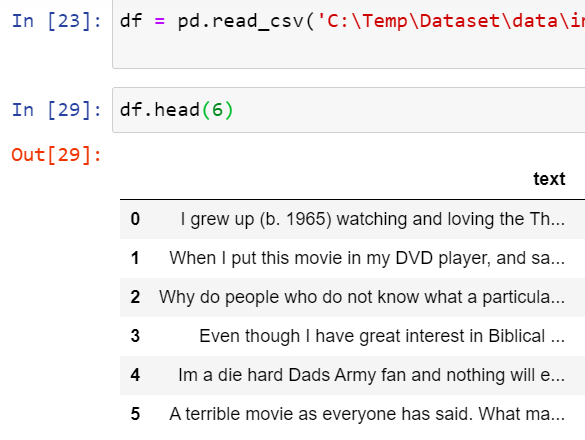 In [23]: df = pd.read_csv('C:\Temp\Dataset\data\i
In [29]: df.head(6)
Out[29]:
text
0 I grew up (b. 1965) watching and loving the Th...
1 When I put this movie in my DVD player, and sa...
2 Why do people who do not know what a particula...
3 Even though I have great interest in Biblical ...
4 Im a die hard Dads Army fan and nothing will e...
5 A terrible movie as everyone has said. What ma...